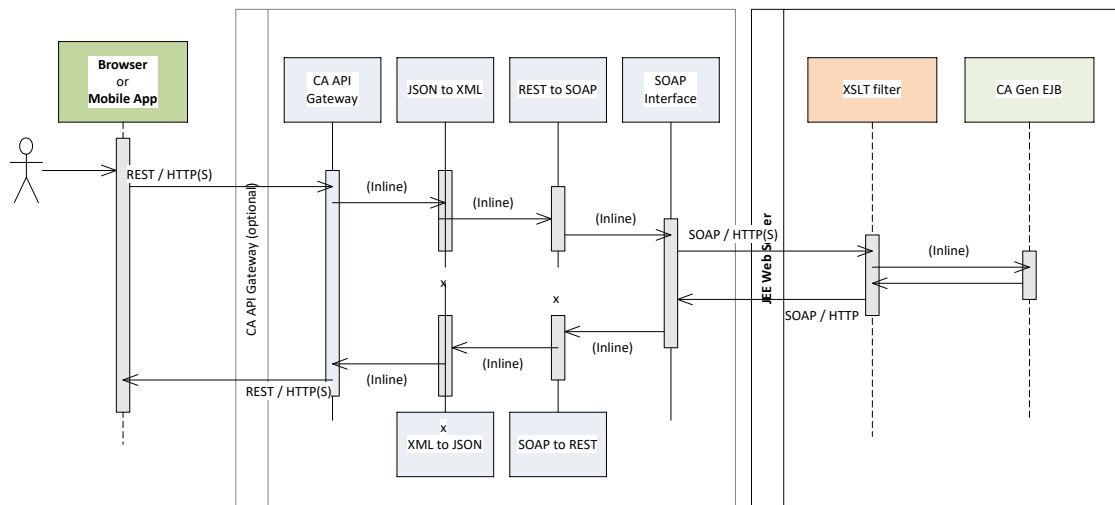 Browser
or
Mobile App
CA API
Gateway
JSON to XML
REST to SOAP
SOAP
Interface
XSLT filter
CA Gen EJB
REST / HTTP(S)
(Inline)
(Inline)
(Inline)
SOAP / HTTP(S)
(Inline)
CA API Gateway (optional)
JEE Web Server
x
x
SOAP / HTTP
(Inline)
(Inline)
(Inline)
REST / HTTP(S)
x
XML to JSON
SOAP to REST